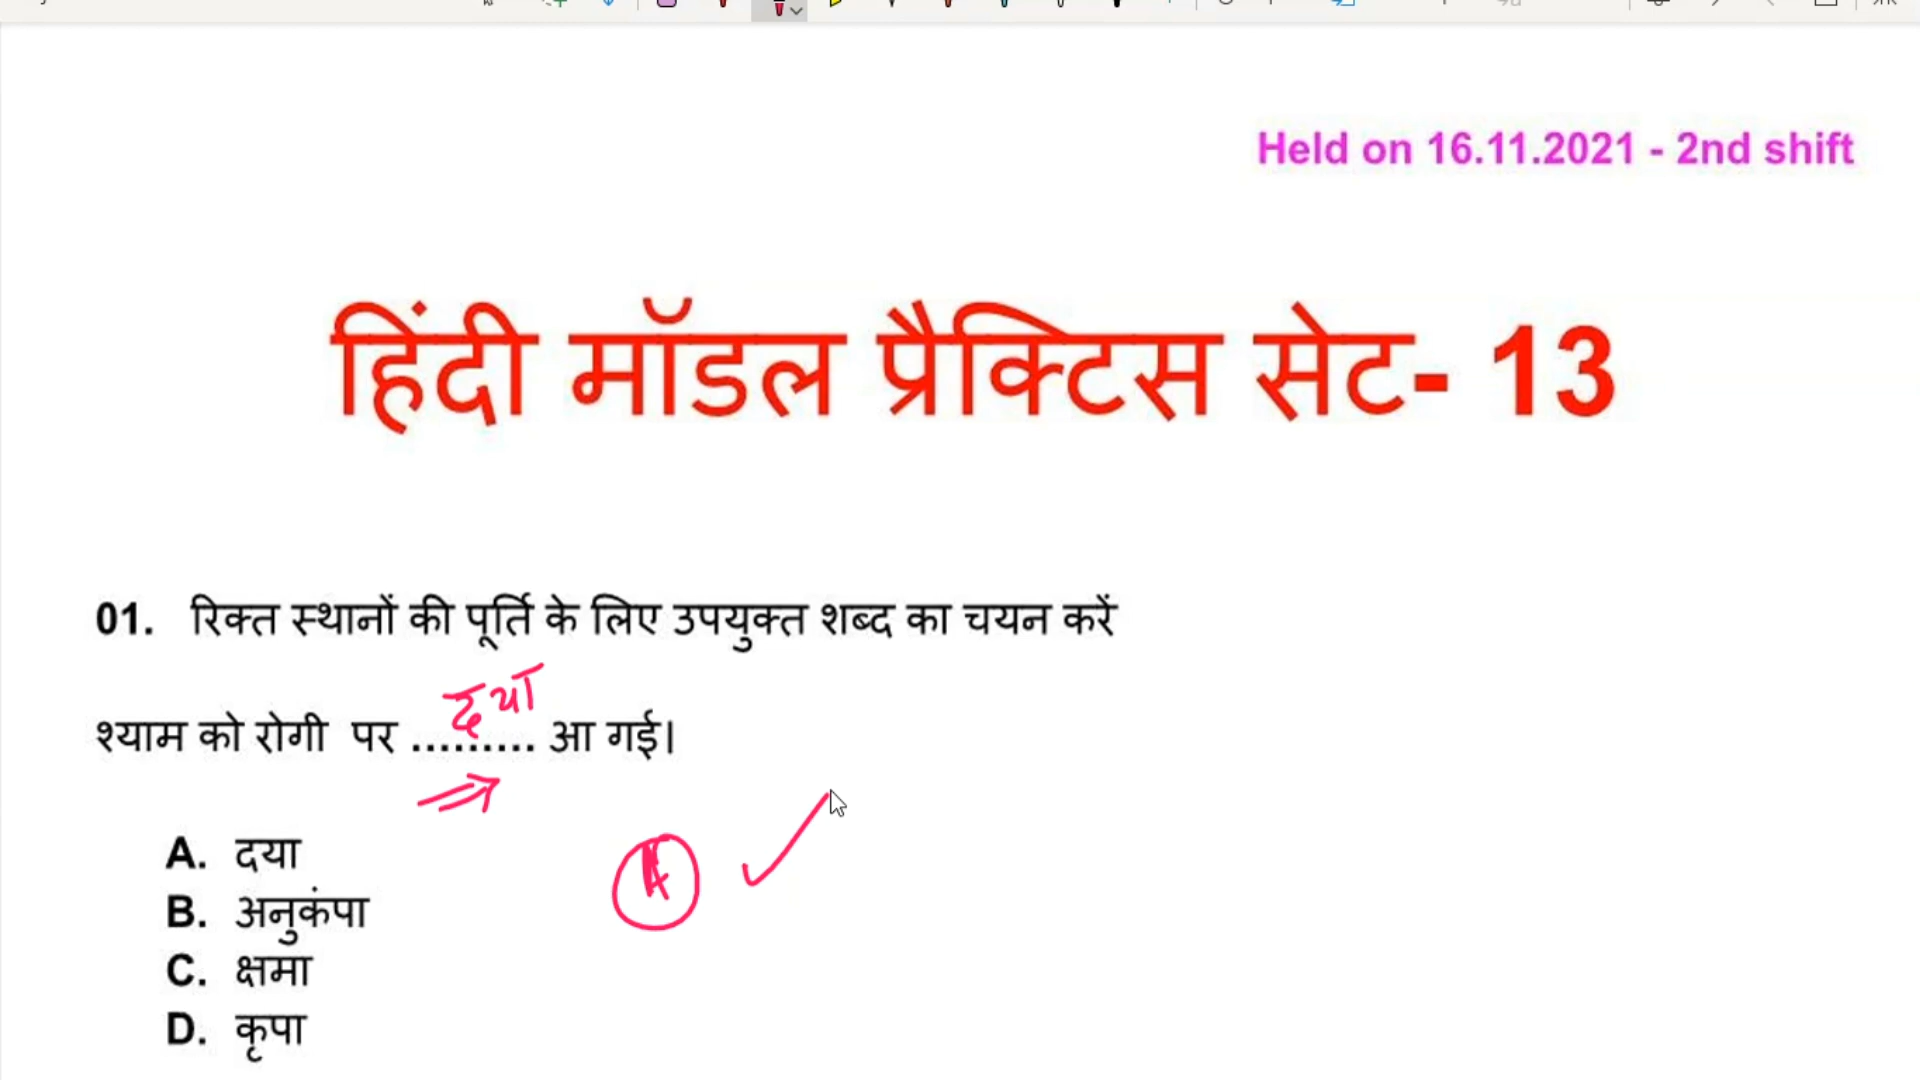 Held on 16.11.2021 - 2nd shift
हिंदी मॉडल प्रैक्टिस सेट- 13
01. रिक्त स्थानों की पूर्ति के लिए उपयुक्त शब्द का चयन करें
दया
श्याम को रोगी पर ......... आ गई।
A. दया
A
B. अनुकंपा
C. क्षमा
D. कृपा